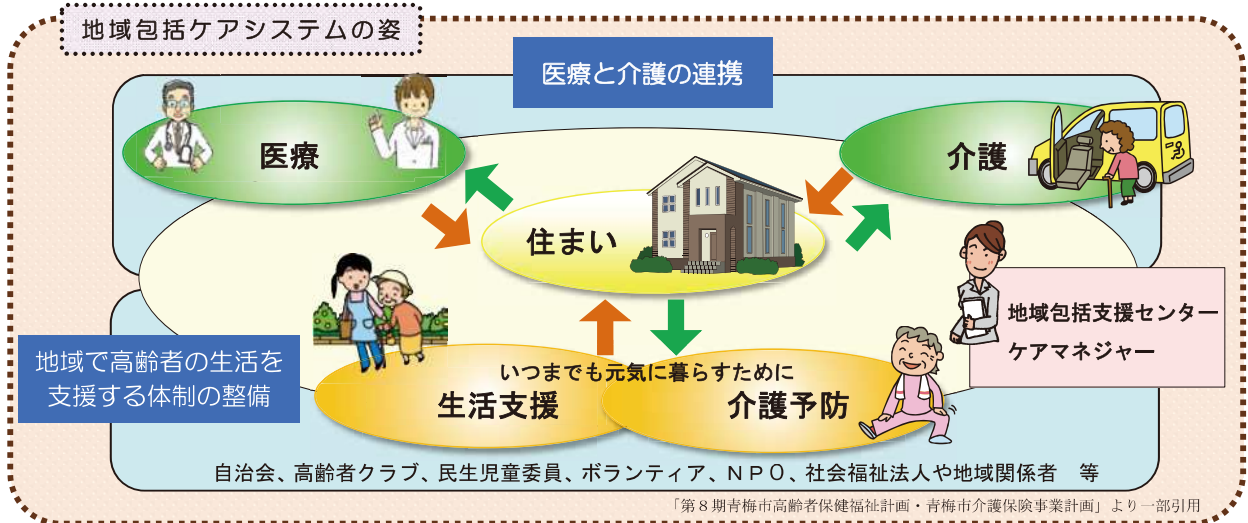 地域包括ケアシステムの姿
医療と介護の連携
医療
介護
住まい
地域包括支援センター
ケアマネジャー
地域で高齢者の生活を
支援する体制の整備
いつまでも元気に暮らすために
生活支援
介護予防
自治会、高齢者クラブ、民生児童委員、ボランティア、ＮＰＯ、社会福祉法人や地域関係者　等
「第８期青梅市高齢者保健福祉計画・青梅市介護保険事業計画」より一部引用